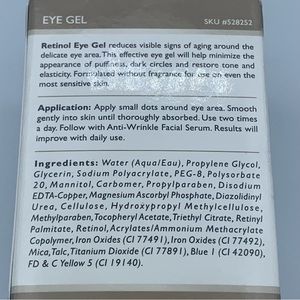 EYE GEL
SKU #528252
Retinol Eye Gel reduces visible signs of aging around the
delicate eye area. This effective eye gel will help minimize the
appearance of puffiness, dark circles and restore tone and
elasticity. Formulated without fragrance for use on even the
most sensitive skin.
Application: Apply small dots around eye area. Smooth
gently into skin until thoroughly absorbed. Use two times
a day. Follow with Anti-Wrinkle Facial Serum. Results will
improve with daily use.
Ingredients: Water (Aqua/Eau), Propylene Glycol,
Glycerin, Sodium Polyacrylate, PEG-8, Polysorbate
20, Mannitol, Carbomer, Propylparaben, Disodium
EDTA-Copper, Magnesium Ascorbyl Phosphate, Diazolidinyl
Urea, Cellulose, Hydroxypropyl Methylcellulose,
Methylparaben, Tocopheryl Acetate, Triethyl Citrate, Retinyl
Palmitate, Retinol, Acrylates/Ammonium Methacrylate
Copolymer, Iron Oxides (CI 77491), Iron Oxides (CI 77492),
Mica, Talc, Titanium Dioxide (CI 77891), Blue 1 (CI 42090),
FD & C Yellow 5 (CI 19140).